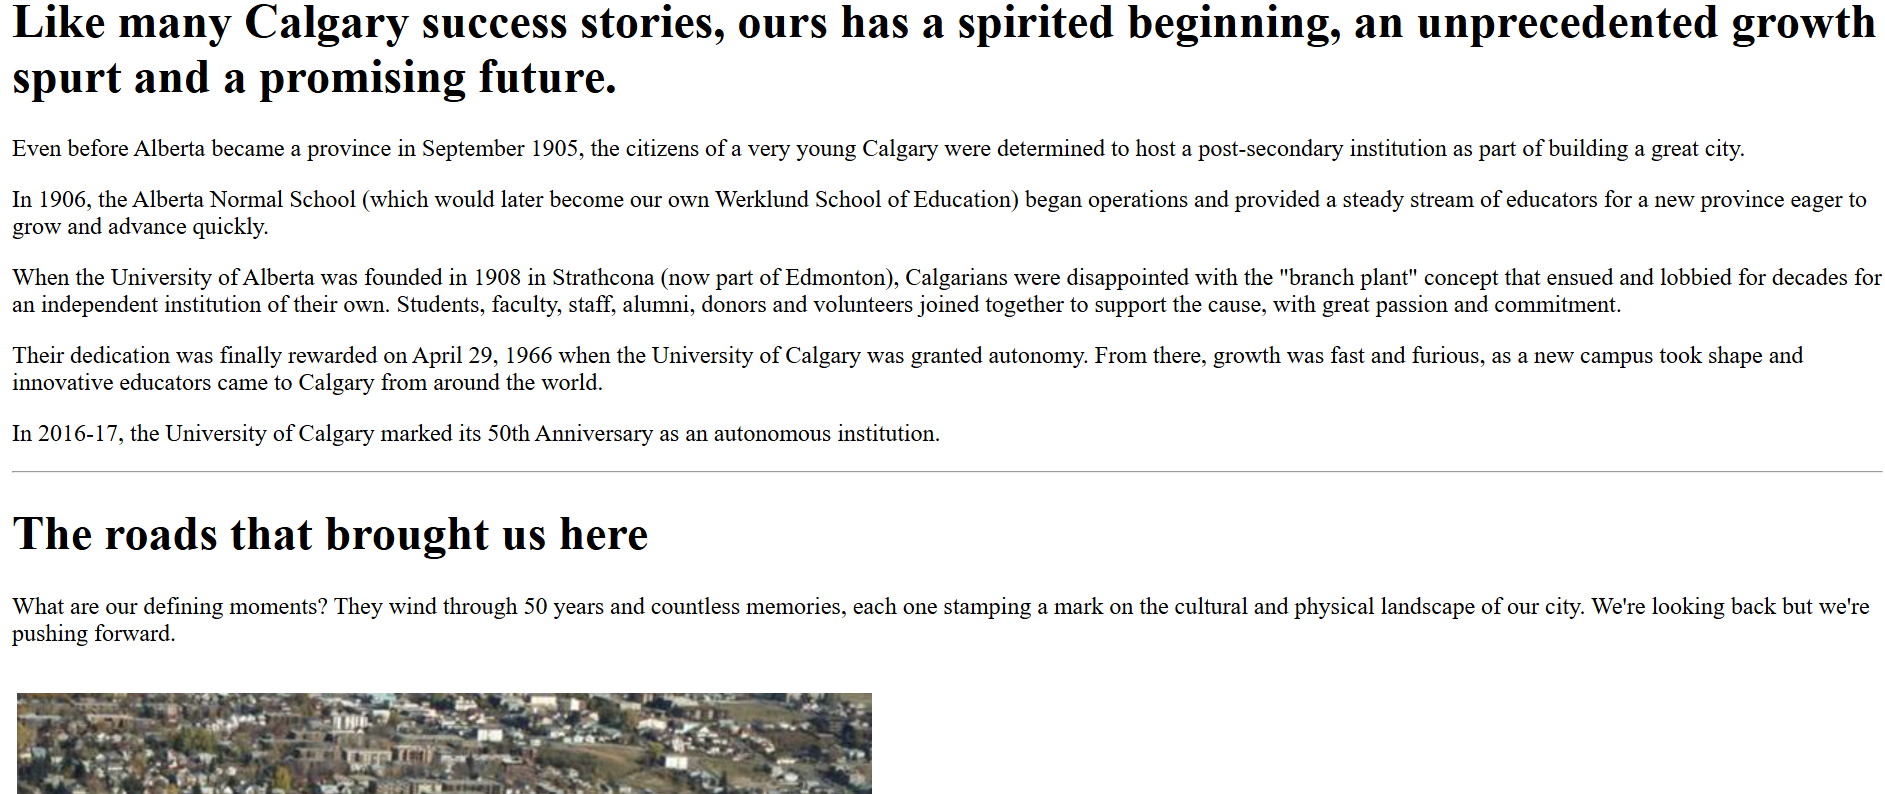 Like many Calgary success stories, ours has a spirited beginning, an unprecedented growth
spurt and a promising future.
Even before Alberta became a province in September 1905, the citizens of a very young Calgary were determined to host a post-secondary institution as part of building a great city.
In 1906, the Alberta Normal School (which would later become our own Werklund School of Education) began operations and provided a steady stream of educators for a new province eager to
grow and advance quickly.
When the University of Alberta was founded in 1908 in Strathcona (now part of Edmonton), Calgarians were disappointed with the "branch plant" concept that ensued and lobbied for decades for
an independent institution of their own. Students, faculty, staff, alumni, donors and volunteers joined together to support the cause, with great passion and commitment.
Their dedication was finally rewarded on April 29, 1966 when the University of Calgary was granted autonomy. From there, growth was fast and furious, as a new campus took shape and
innovative educators came to Calgary from around the world.
In 2016-17, the University of Calgary marked its 50th Anniversary as an autonomous institution.
The roads that brought us here
What are our defining moments? They wind through 50 years and countless memories, each one stamping a mark on the cultural and physical landscape of our city. We're looking back but we're
pushing forward.